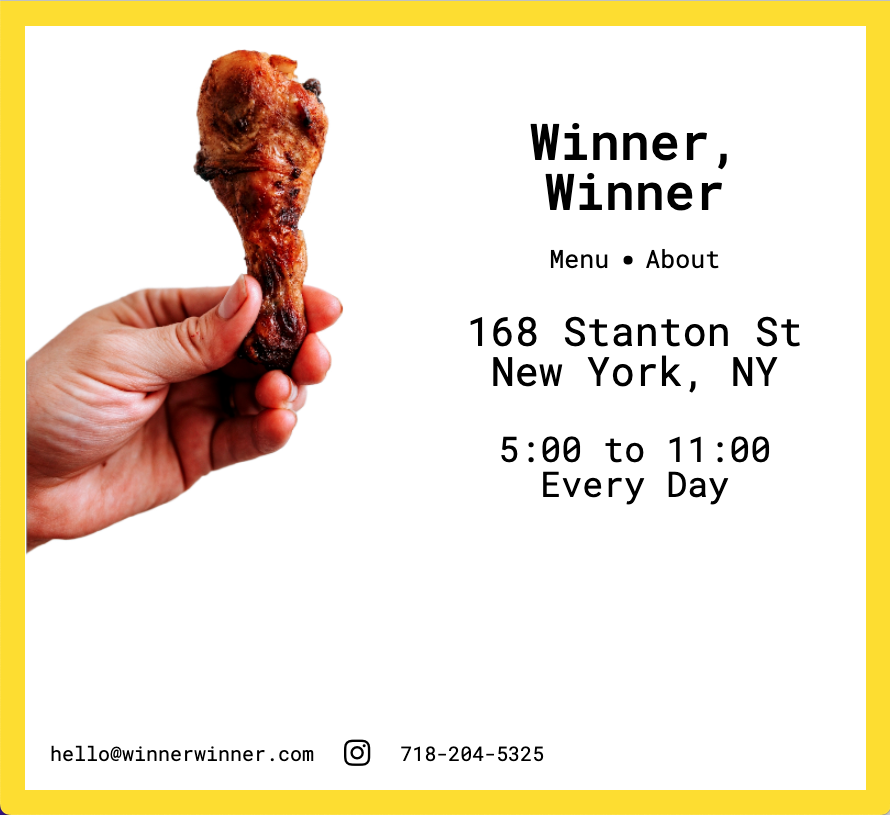 Winner,
Winner
Menu • About
168 Stanton St
New York, NY
5:00 to 11:00
Every Day
hello@winnerwinner.com 718-204-5325